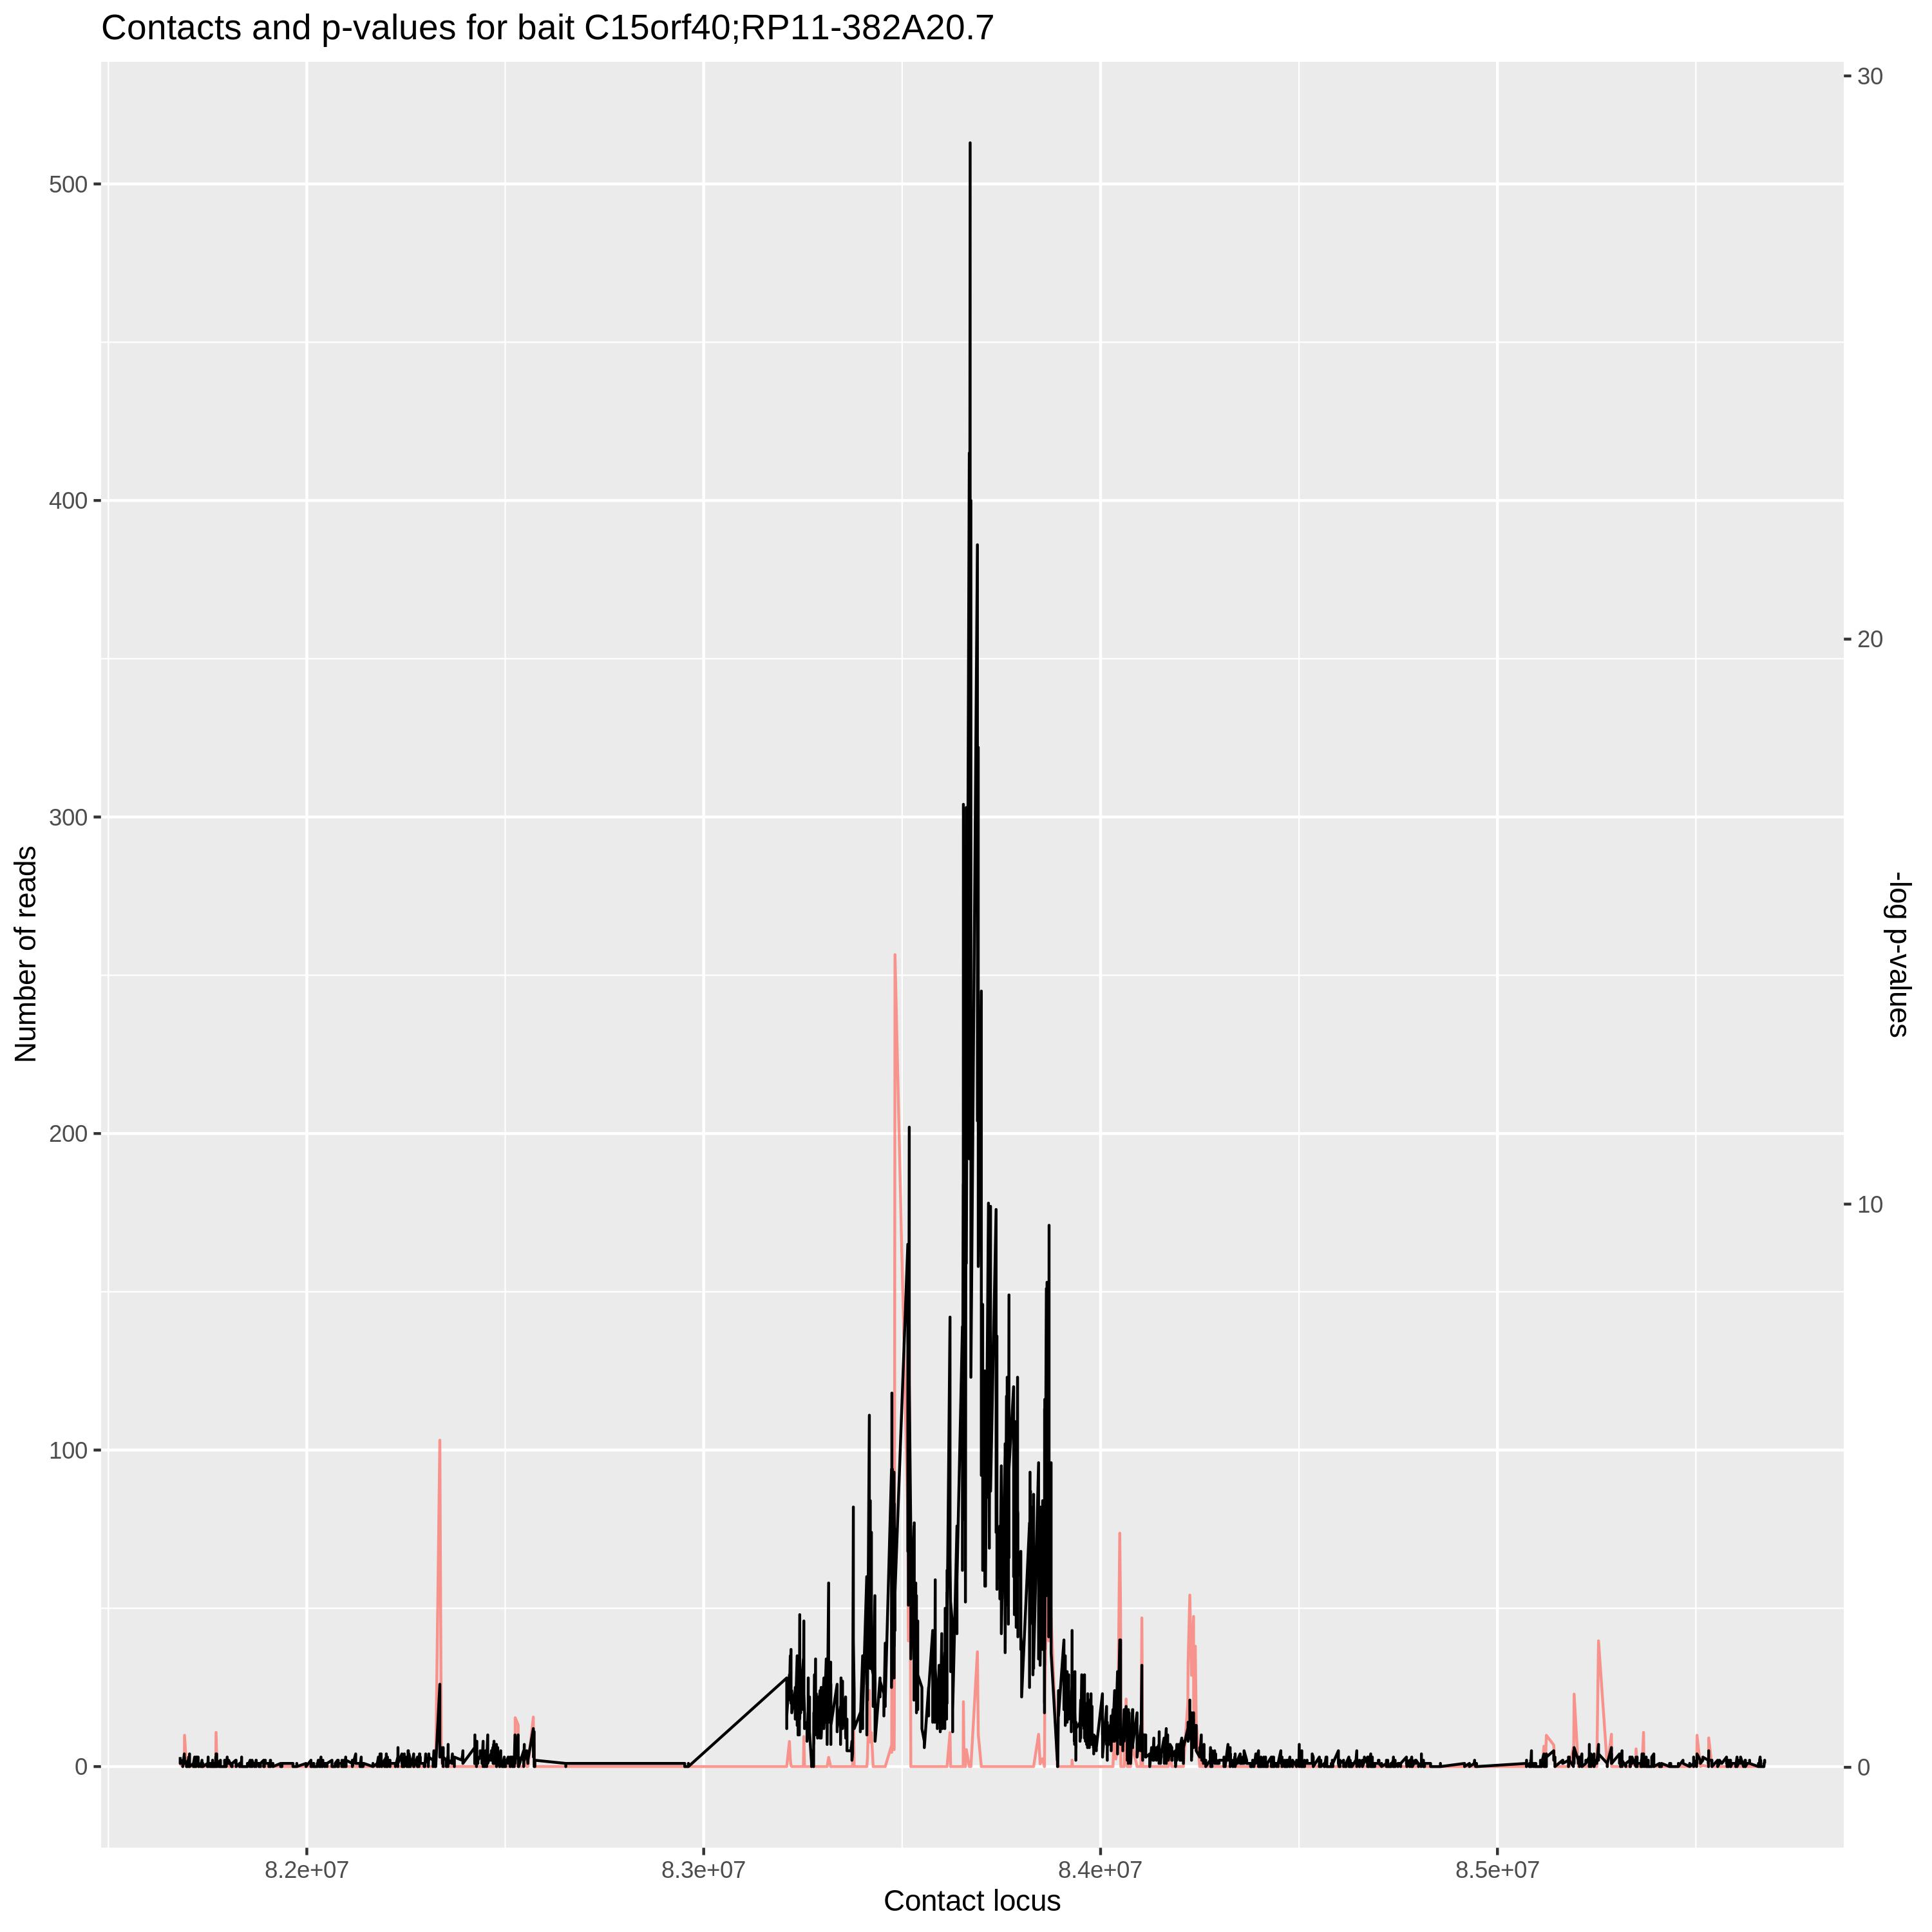 Contacts and p-values for bait C15orf40;RP11-382A20.7
Number of reads
500
400
300
200
100
0
30
20
10
0
-log p-values
8.2e+07
8.3e+07
8.4e+07
8.5e+07
Contact locus